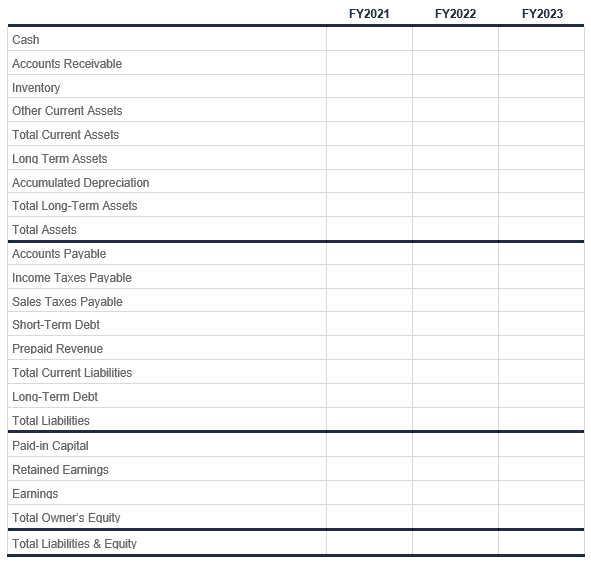 FY2021 FY2022 FY2023
Cash
Accounts Receivable
Inventory
Other Current Assets
Total Current Assets
Long Term Assets
Accumulated Depreciation
Total Long-Term Assets
Total Assets
Accounts Payable
Income Taxes Payable
Sales Taxes Payable
Short-Term Debt
Prepaid Revenue
Total Current Liabilities
Long-Term Debt
Total Liabilities
Paid-in Capital
Retained Earnings
Earnings
Total Owner's Equity
Total Liabilities & Equity